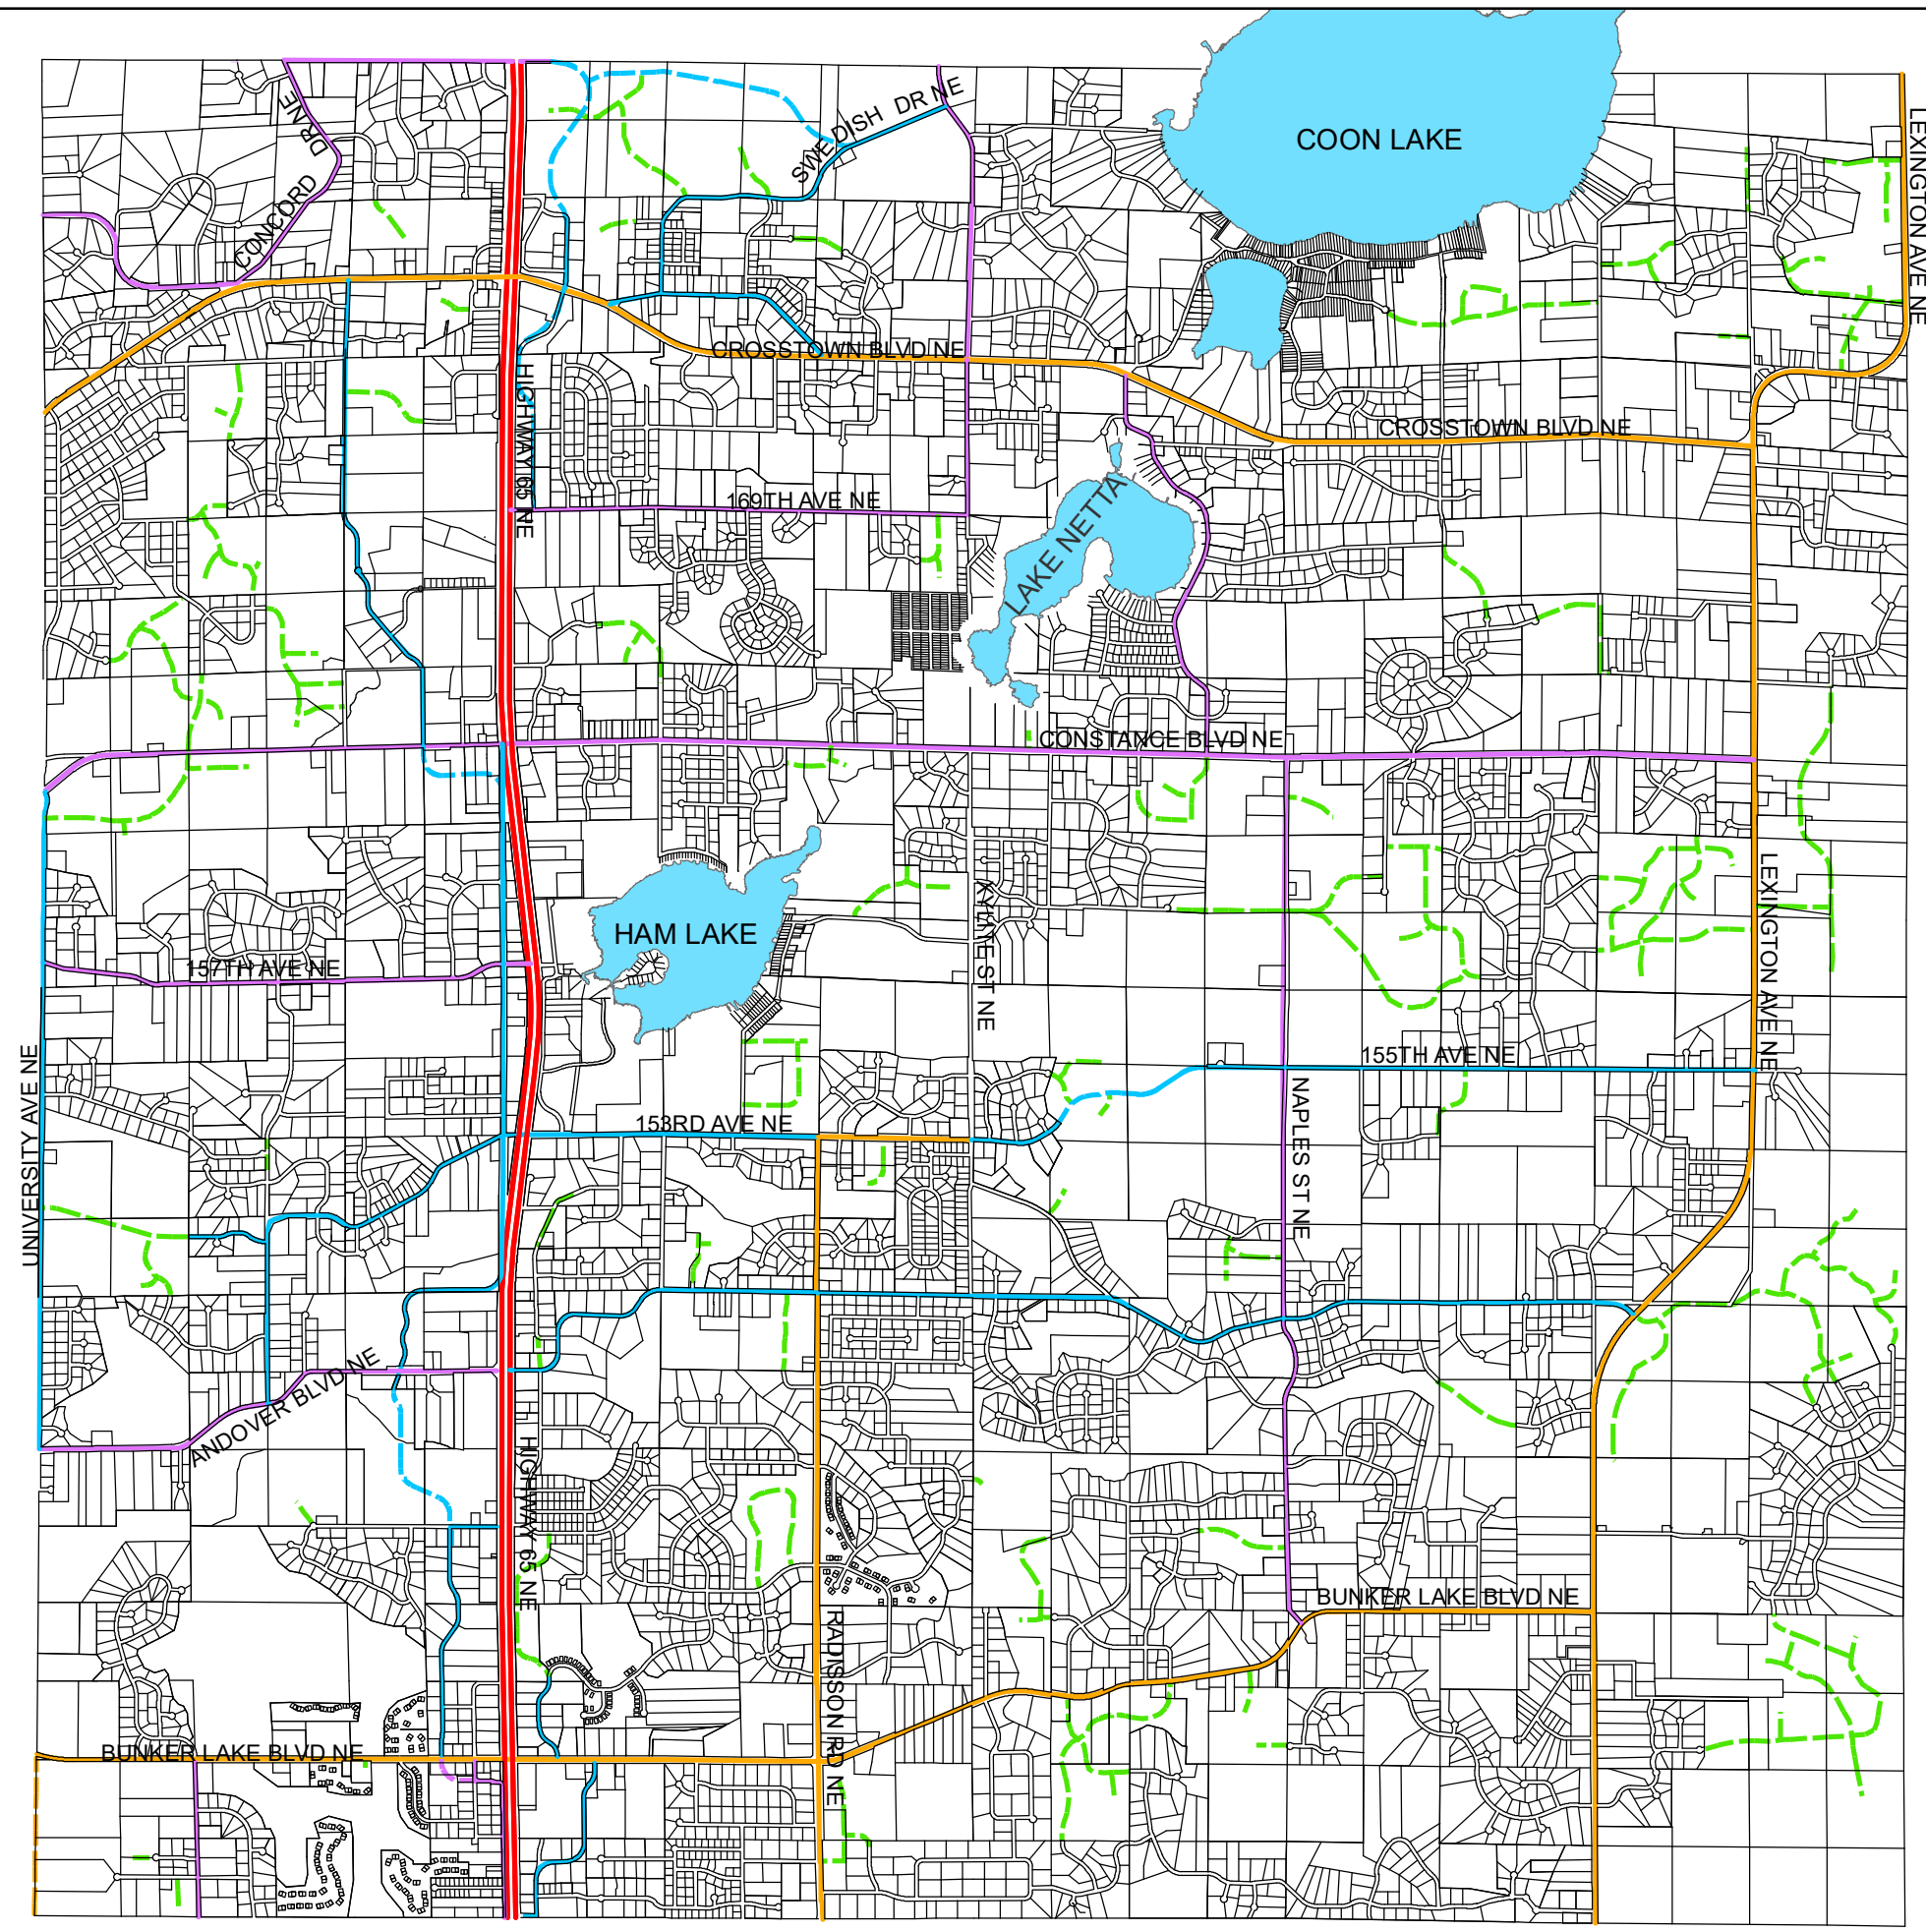 COON LAKE
LEXINGTON AVE NE
SWEDISH DR NE
CONCORD DR NE
CROSSTOWN BLVD NE
HIGHWAY 65 NE
CROSSTOWN BLVD NE
169TH AVE NE
LAKE NETTA
CONSTANCE BLVD NE
HAM LAKE
XYLITE ST NE
LEXINGTON AVE NE
157TH AVE NE
UNIVERSITY AVE NE
155TH AVE NE
153RD AVE NE
NAPLES ST NE
ANDOVER BLVD NE
HIGHWAY 65 NE
BUNKER LAKE BLVD NE
RADISSON RD NE
BUNKER LAKE BLVD NE